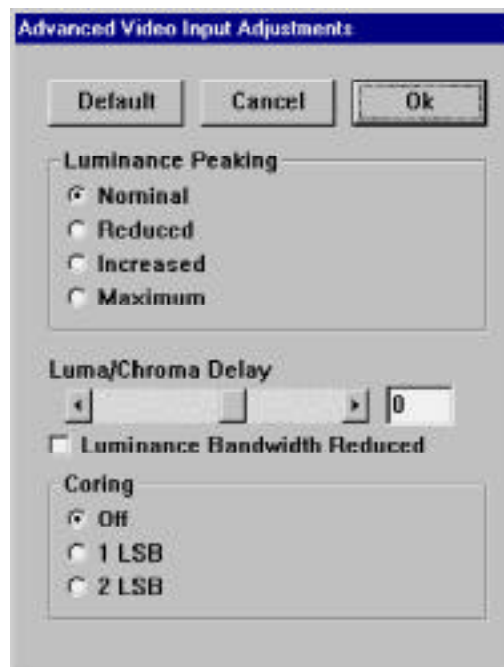 Advanced Video Input Adjustments
Default Cancel Ok
Luminance Peaking
Nominal
Reduced
Increased
Maximum
Luma/Chroma Delay
0
Luminance Bandwidth Reduced
Coring
Off
1 LSB
2 LSB